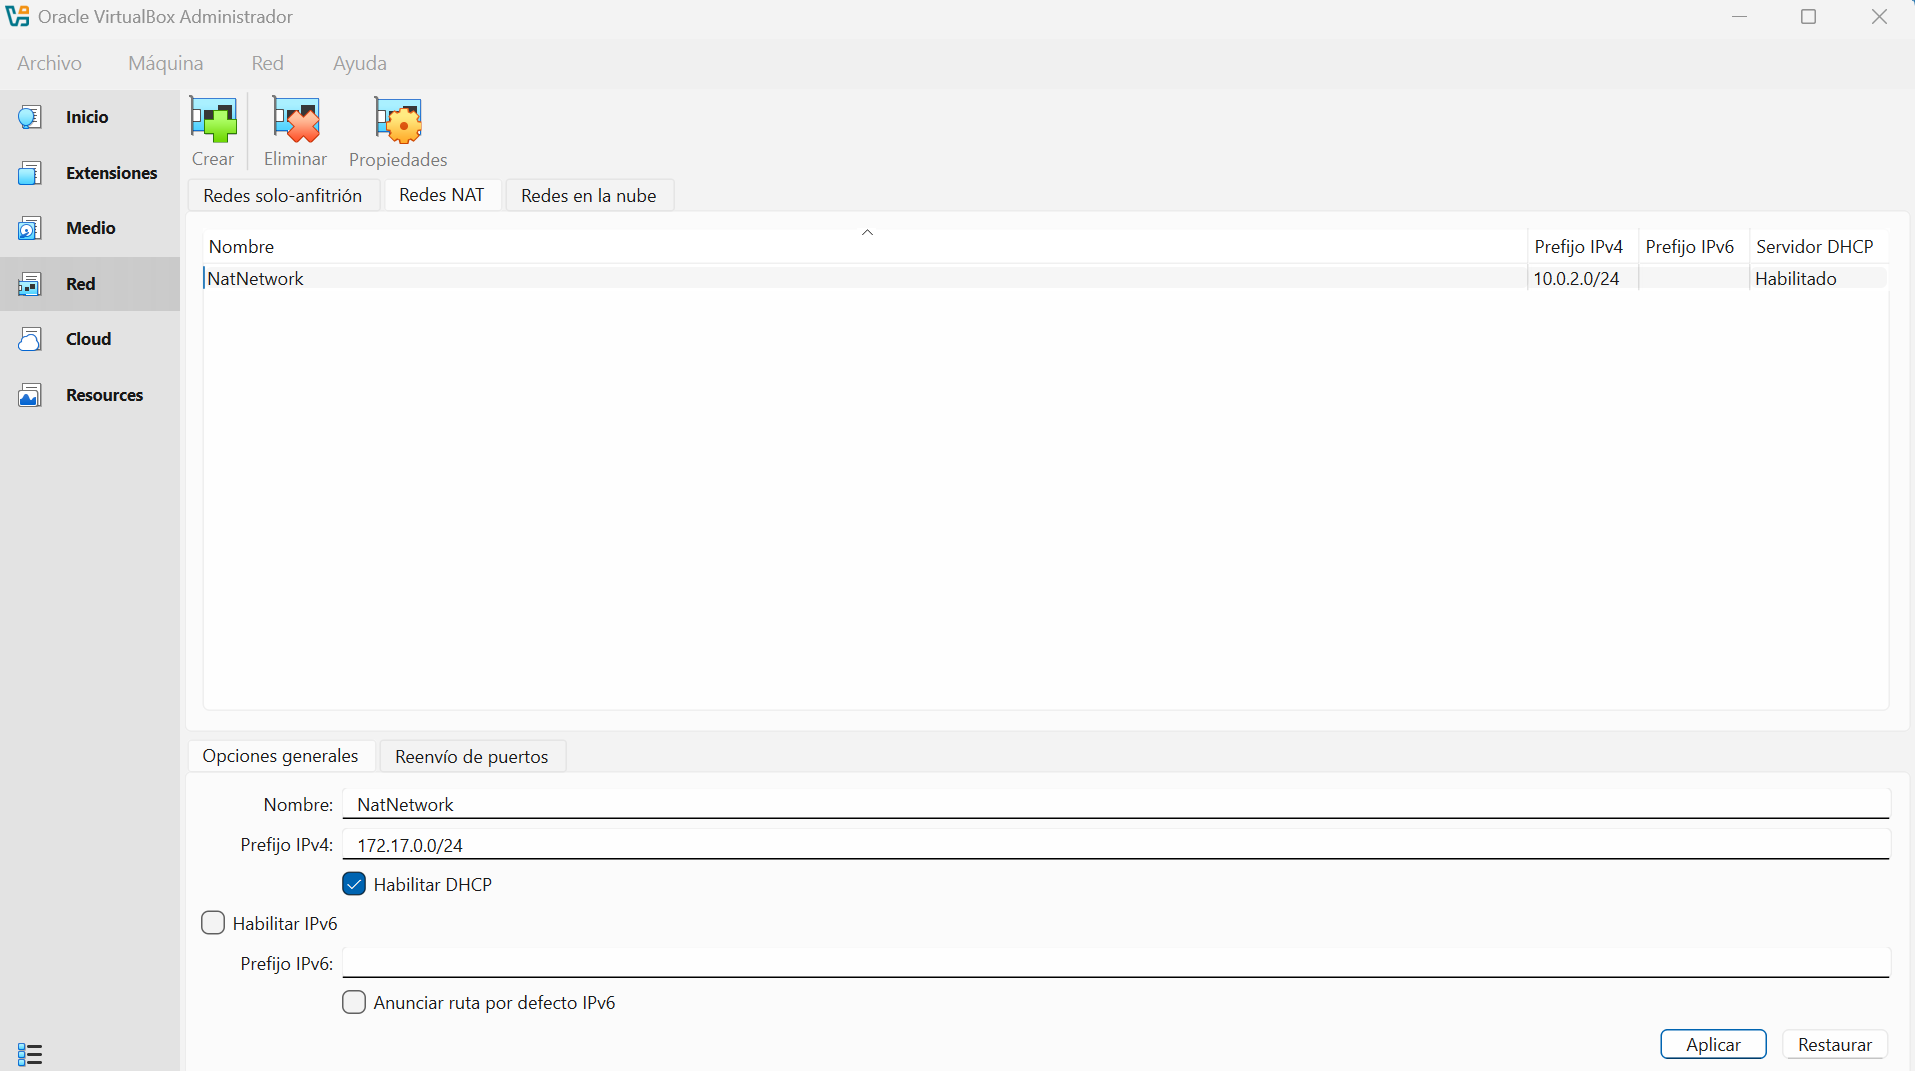 Oracle VirtualBox Administrador
Archivo Máquina Red Ayuda
Inicio
Extensiones
Medio
Red
Cloud
Resources
Crear Eliminar Propiedades
Redes solo-anfitrión Redes NAT Redes en la nube
Nombre Prefijo IPv4 Prefijo IPv6 Servidor DHCP
NatNetwork 10.0.2.0/24 Habilitado
Opciones generales Reenvío de puertos
Nombre: NatNetwork
Prefijo IPv4: 172.17.0.0/24
Habilitar DHCP
Habilitar IPv6
Prefijo IPv6:
Anunciar ruta por defecto IPv6
Aplicar Restaurar